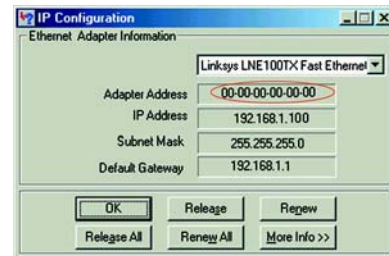 IP Configuration
Ethernet Adapter Information
Linksys LNE100TX Fast Ethernet
Adapter Address 00-00-00-00-00-00
IP Address 192.168.1.100
Subnet Mask 255.255.255.0
Default Gateway 192.168.1.1
OK Release Renew
Release All Renew All More Info >>